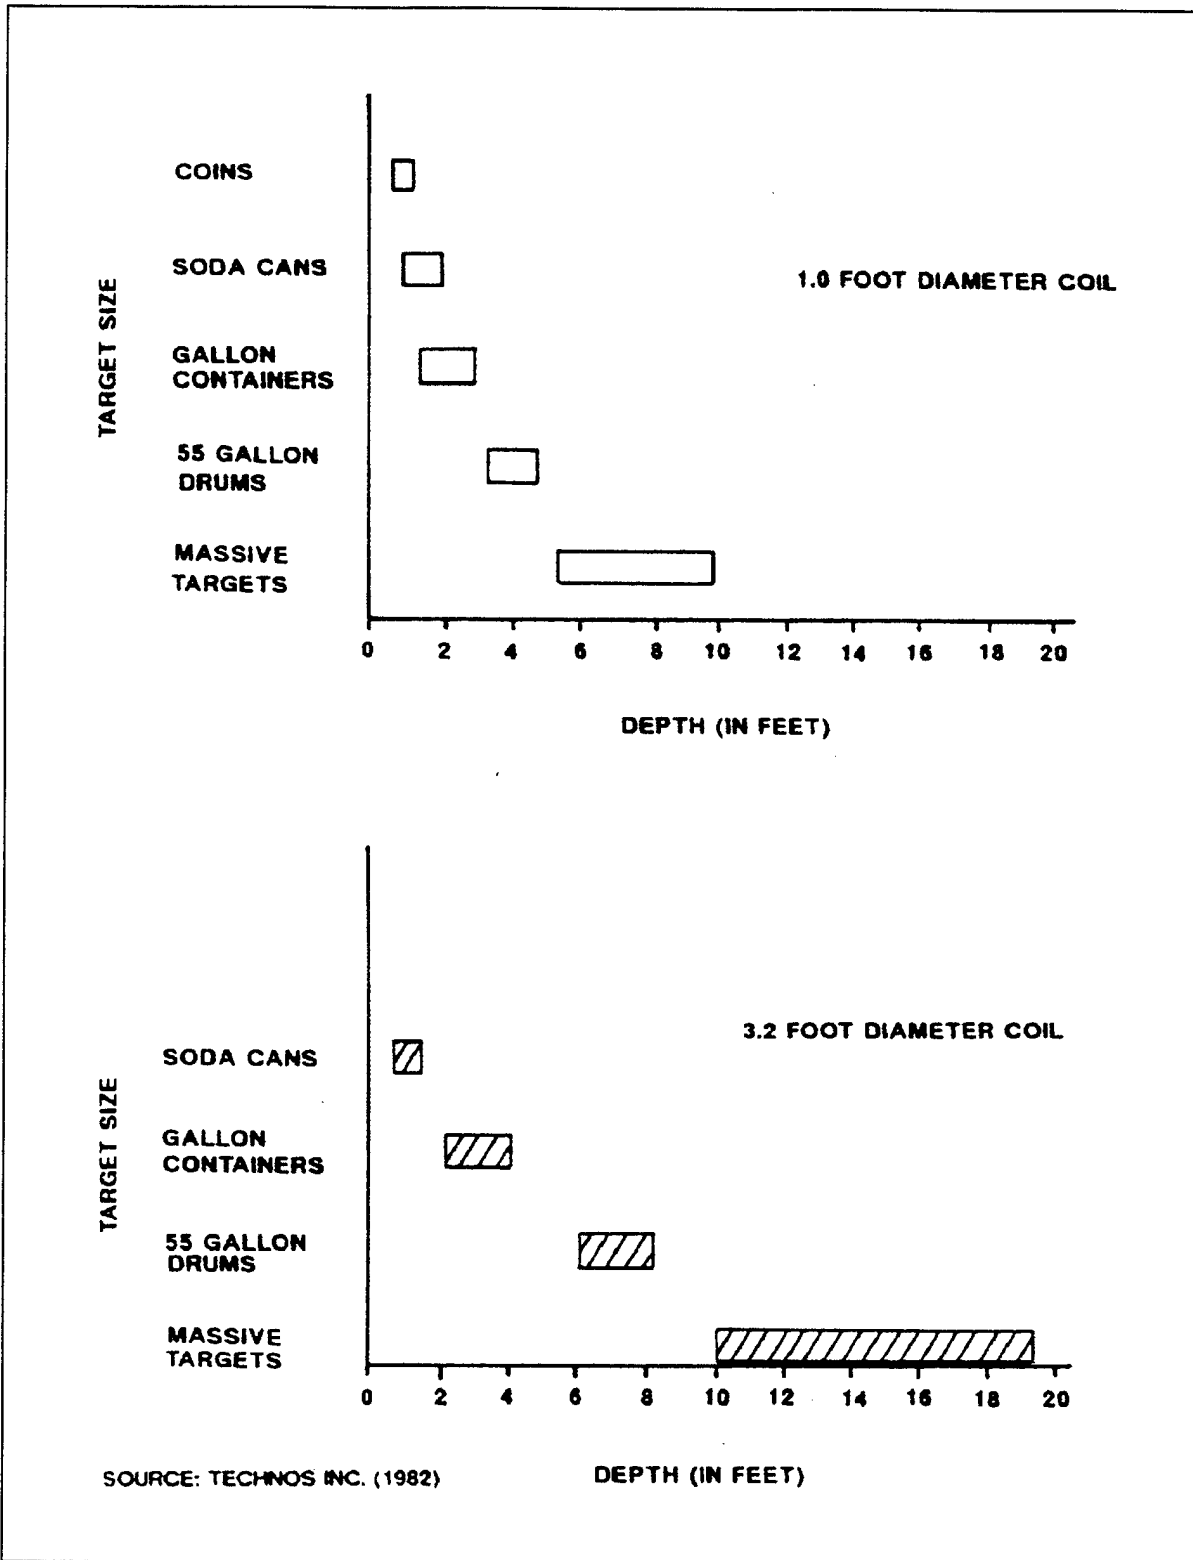 COINS
SODA CANS
1.0 FOOT DIAMETER COIL
GALLON
CONTAINERS
TARGET SIZE
55 GALLON
DRUMS
MASSIVE
TARGETS
0 2 4 6 8 10 12 14 16 18 20
DEPTH (IN FEET)
3.2 FOOT DIAMETER COIL
SODA CANS
GALLON
CONTAINERS
TARGET SIZE
55 GALLON
DRUMS
MASSIVE
TARGETS
0 2 4 6 8 10 12 14 16 18 20
DEPTH (IN FEET)
SOURCE: TECHNOS INC. (1982)